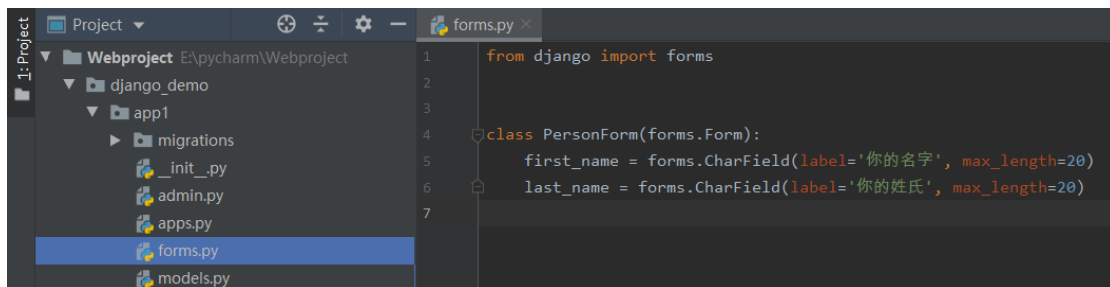 1: Project
Project
Webproject E:\pycharm\Webproject
django_demo
app1
migrations
__init__.py
admin.py
apps.py
forms.py
models.py
forms.py
1 from django import forms
2
3
4 class PersonForm(forms.Form):
5 first_name = forms.CharField(label='你的名字', max_length=20)
6 last_name = forms.CharField(label='你的姓氏', max_length=20)
7